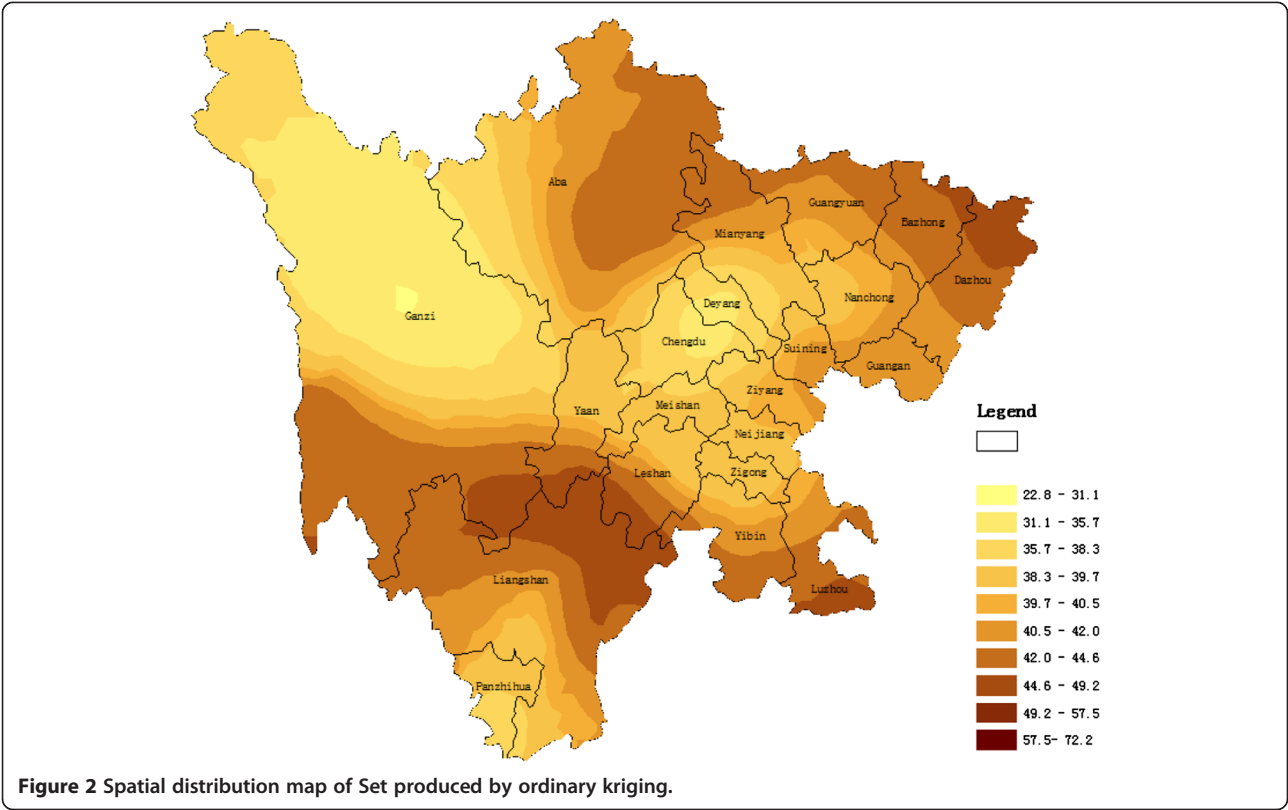 Aba
Guangyuan
Bazhong
Mianyang
Dazhou
Nanchong
Deyang
Ganzi
Chengdu
Suining
Guangan
Ziyang
Meishan
Yaan
Neijiang
Leshan
Zigong
Yibin
Liangshan
Luzhou
Panzhihua
Legend
22.8 - 31.1
31.1 - 35.7
35.7 - 38.3
38.3 - 39.7
39.7 - 40.5
40.5 - 42.0
42.0 - 44.6
44.6 - 49.2
49.2 - 57.5
57.5- 72.2
Figure 2 Spatial distribution map of Set produced by ordinary kriging.